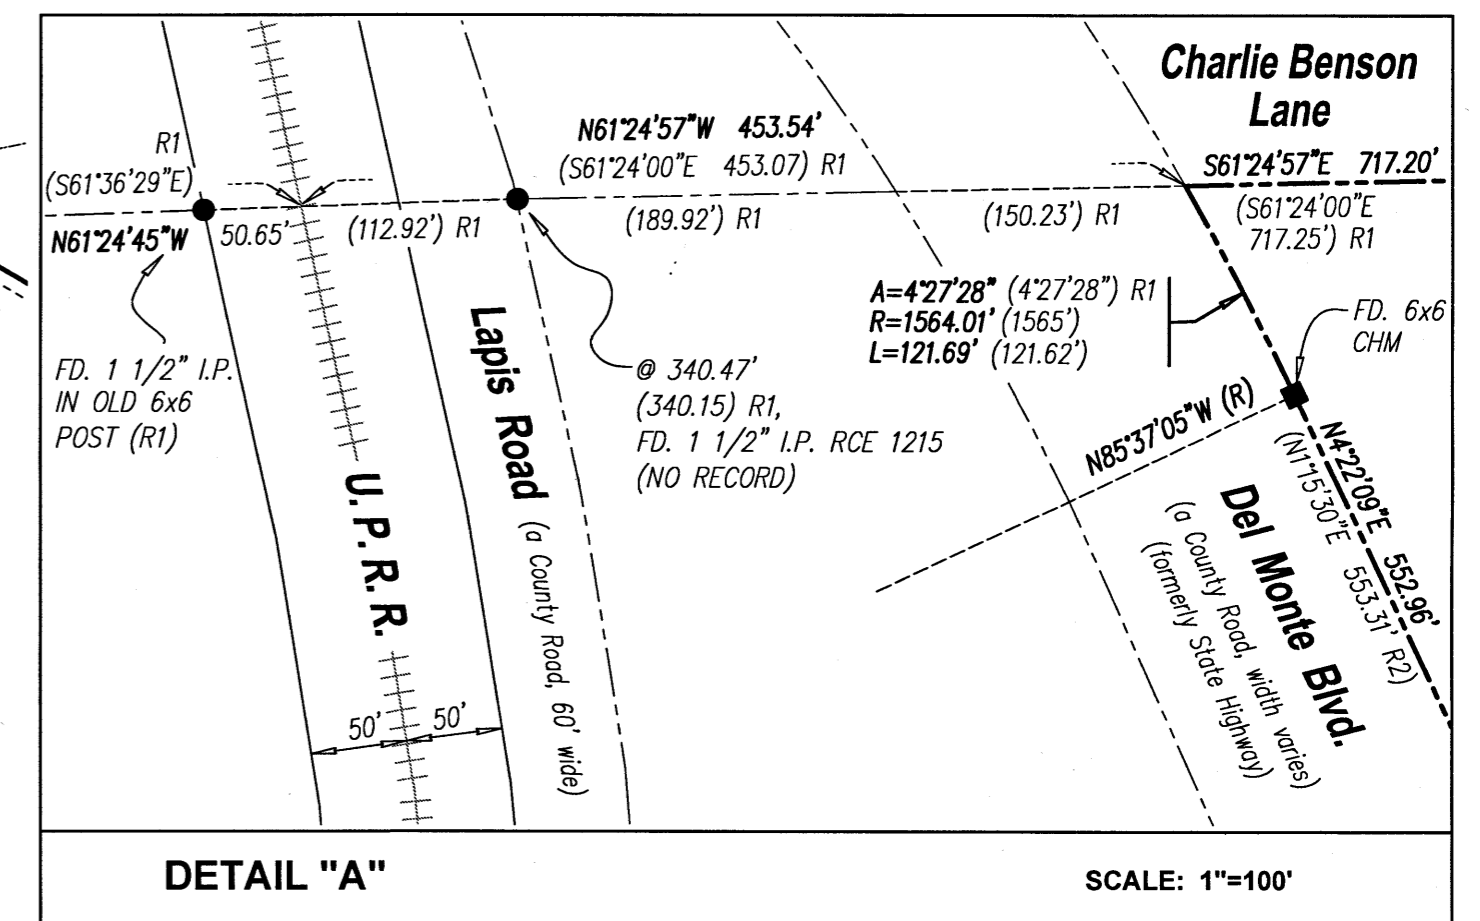 Charlie Benson
Lane
R1
(S61°36'29"E)
N61°24'45"W
50.65'
(112.92') R1
N61°24'57"W 453.54'
(S61°24'00"E 453.07) R1
(189.92') R1
(150.23') R1
S61°24'57"E 717.20'
(S61°24'00"E
717.25') R1
A=4°27'28" (4°27'28") R1
R=1564.01' (1565')
L=121.69' (121.62')
FD. 6x6
CHM
FD. 1 1/2" I.P.
IN OLD 6x6
POST (R1)
@ 340.47'
(340.15) R1,
FD. 1 1/2" I.P. RCE 1215
(NO RECORD)
U. P. R. R.
Lapis Road (a County Road, 60' wide)
N85°37'05"W (R)
N4°22'09"E 552.96'
(N1°15'30"E 553.31' R2)
Del Monte Blvd.
(a County Road, width varies)
(formerly State Highway)
50'
50'
DETAIL "A"
SCALE: 1"=100'